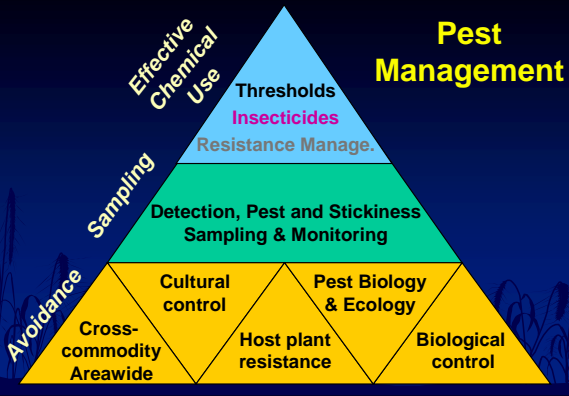 Pest
Management
Effective
Chemical
Use
Thresholds
Insecticides
Resistance Manage.
Sampling
Detection, Pest and Stickiness
Sampling & Monitoring
Avoidance
Cultural
control
Pest Biology
& Ecology
Cross-
commodity
Areawide
Host plant
resistance
Biological
control